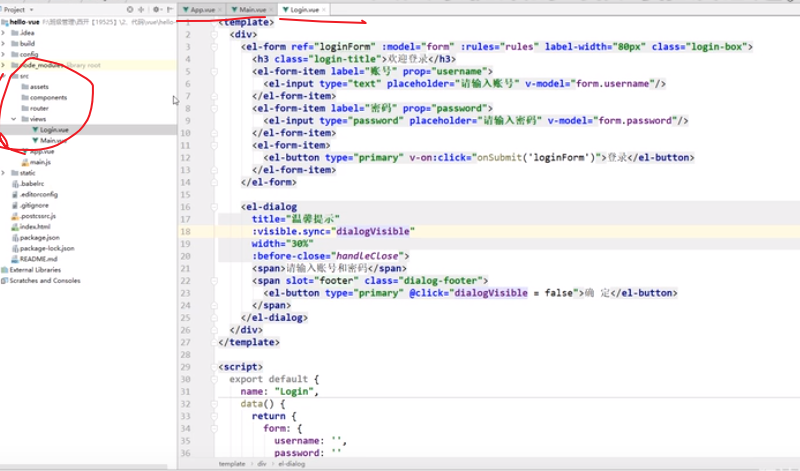 Project
App.vue
Main.vue
Login.vue
hello-vue
.idea
build
config
node_modules library root
src
assets
components
router
views
Login.vue
Main.vue
App.vue
main.js
static
.babelrc
.editorconfig
.gitignore
.postcssrc.js
index.html
package.json
package-lock.json
README.md
External Libraries
Scratches and Consoles
1 <template>
2 <div>
3 <el-form ref="loginForm" :model="form" :rules="rules" label-width="80px" class="login-box">
4 <h3 class="login-title">欢迎登录</h3>
5 <el-form-item label="账号" prop="username">
6 <el-input type="text" placeholder="请输入账号" v-model="form.username"/>
7 </el-form-item>
8 <el-form-item label="密码" prop="password">
9 <el-input type="password" placeholder="请输入密码" v-model="form.password"/>
10 </el-form-item>
11 <el-form-item>
12 <el-button type="primary" v-on:click="onSubmit('loginForm')">登录</el-button>
13 </el-form-item>
14 </el-form>
15
16 <el-dialog
17 title="温馨提示"
18 :visible.sync="dialogVisible"
19 width="30%"
20 :before-close="handleClose">
21 <span>请输入账号和密码</span>
22 <span slot="footer" class="dialog-footer">
23 <el-button type="primary" @click="dialogVisible = false">确 定</el-button>
24 </span>
25 </el-dialog>
26 </div>
27 </template>
28
29 <script>
30 export default {
31 name: "Login",
32 data() {
33 return {
34 form: {
35 username: '',
36 password: ''
template
div
el-dialog